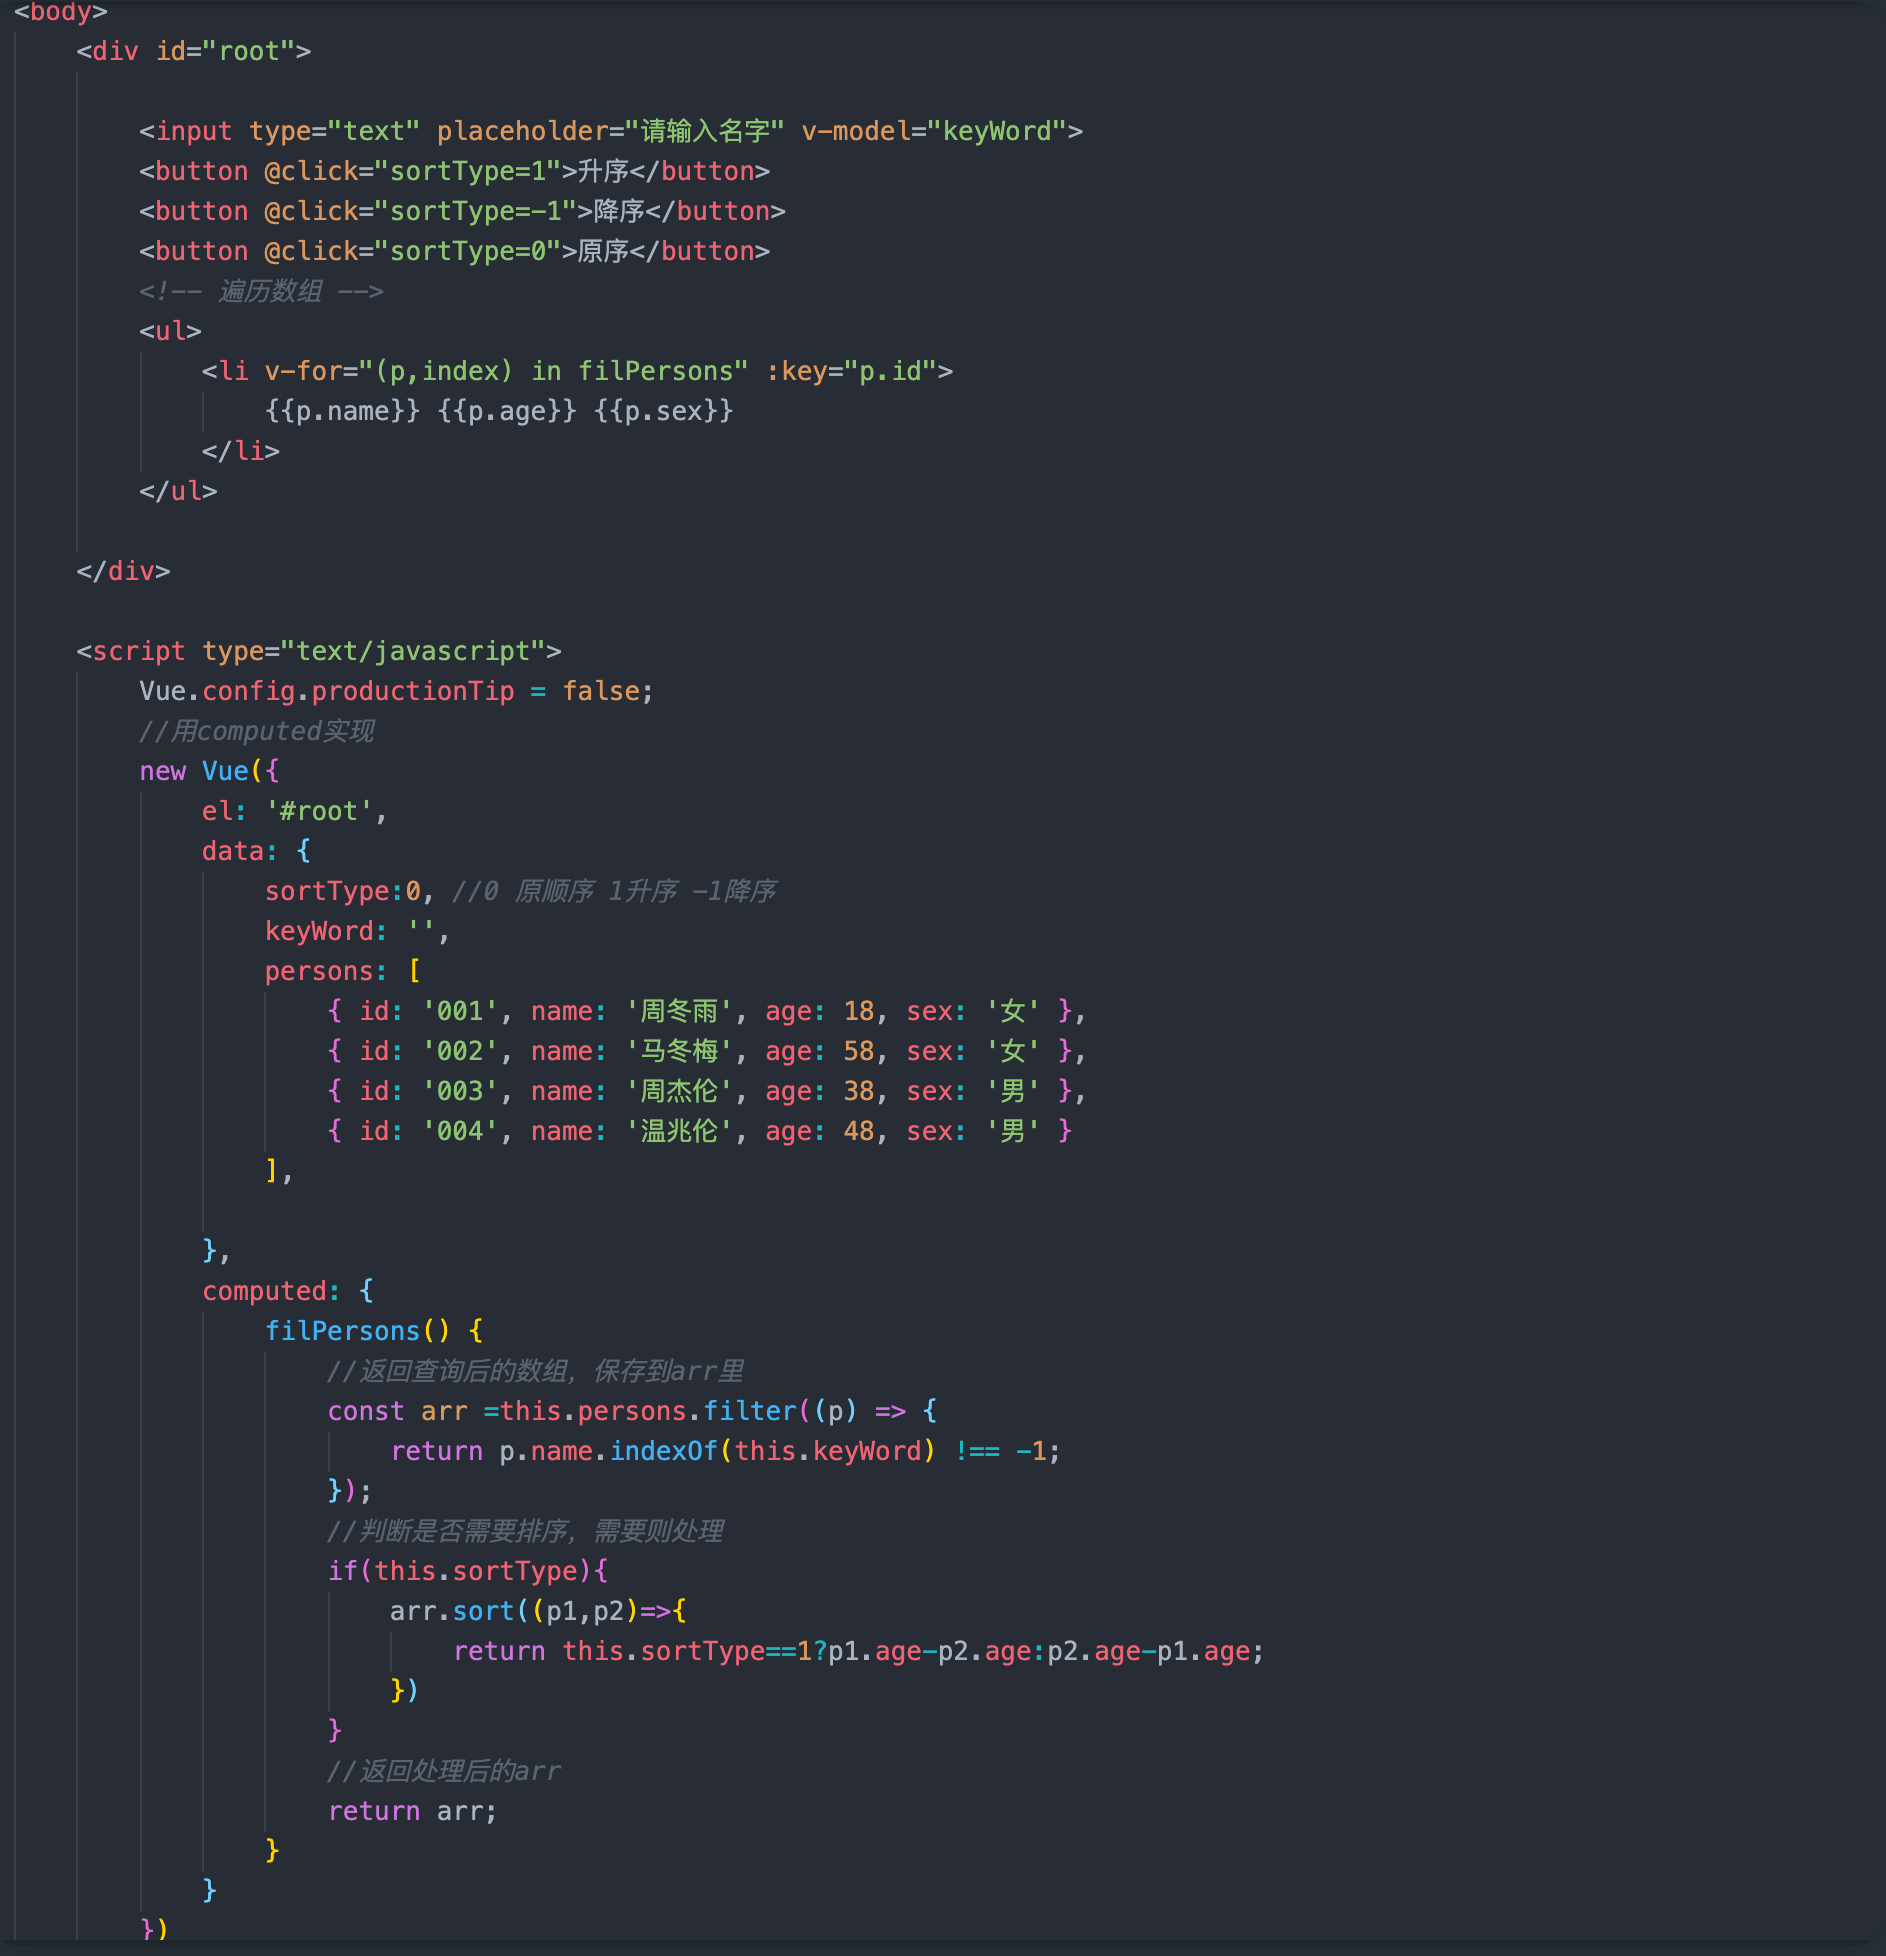 <body>
<div id="root">
<input type="text" placeholder="请输入名字" v-model="keyWord">
<button @click="sortType=1">升序</button>
<button @click="sortType=-1">降序</button>
<button @click="sortType=0">原序</button>
<!-- 遍历数组 -->
<ul>
<li v-for="(p,index) in filPersons" :key="p.id">
{{p.name}} {{p.age}} {{p.sex}}
</li>
</ul>
</div>
<script type="text/javascript">
Vue.config.productionTip = false;
//用computed实现
new Vue({
el: '#root',
data: {
sortType:0, //0 原顺序 1升序 -1降序
keyWord: '',
persons: [
{ id: '001', name: '周冬雨', age: 18, sex: '女' },
{ id: '002', name: '马冬梅', age: 58, sex: '女' },
{ id: '003', name: '周杰伦', age: 38, sex: '男' },
{ id: '004', name: '温兆伦', age: 48, sex: '男' }
],
},
computed: {
filPersons() {
//返回查询后的数组，保存到arr里
const arr =this.persons.filter((p) => {
return p.name.indexOf(this.keyWord) !== -1;
});
//判断是否需要排序，需要则处理
if(this.sortType){
arr.sort((p1,p2)=>{
return this.sortType==1?p1.age-p2.age:p2.age-p1.age;
})
}
//返回处理后的arr
return arr;
}
}
})